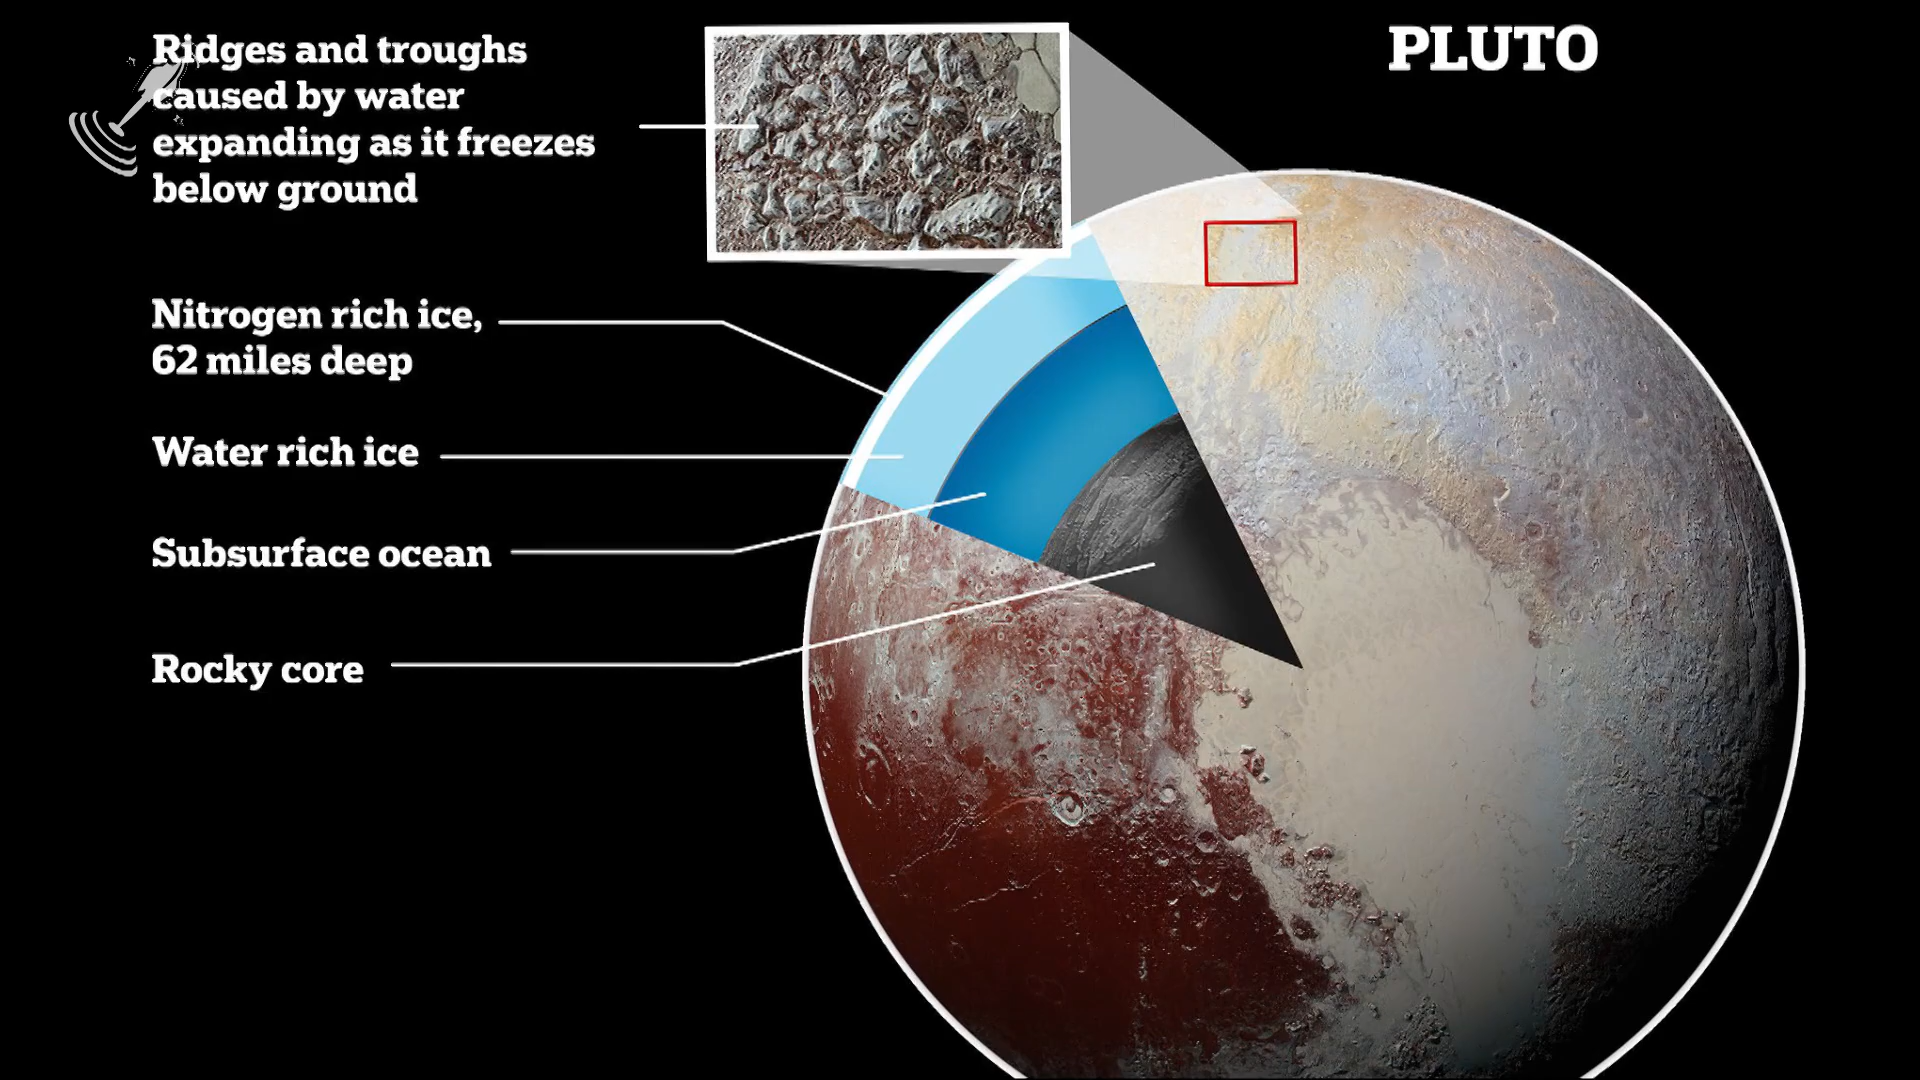 PLUTO
Ridges and troughs
caused by water
expanding as it freezes
below ground
Nitrogen rich ice,
62 miles deep
Water rich ice
Subsurface ocean
Rocky core